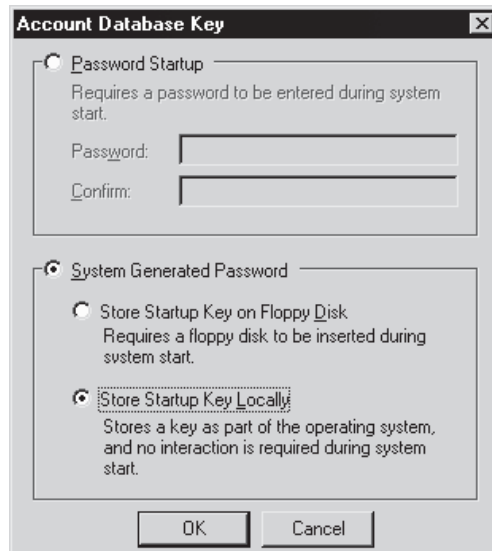 Account Database Key
Password Startup
Requires a password to be entered during system
start.
Password:
Confirm:
System Generated Password
Store Startup Key on Floppy Disk
Requires a floppy disk to be inserted during
system start.
Store Startup Key Locally
Stores a key as part of the operating system,
and no interaction is required during system
start.
OK Cancel